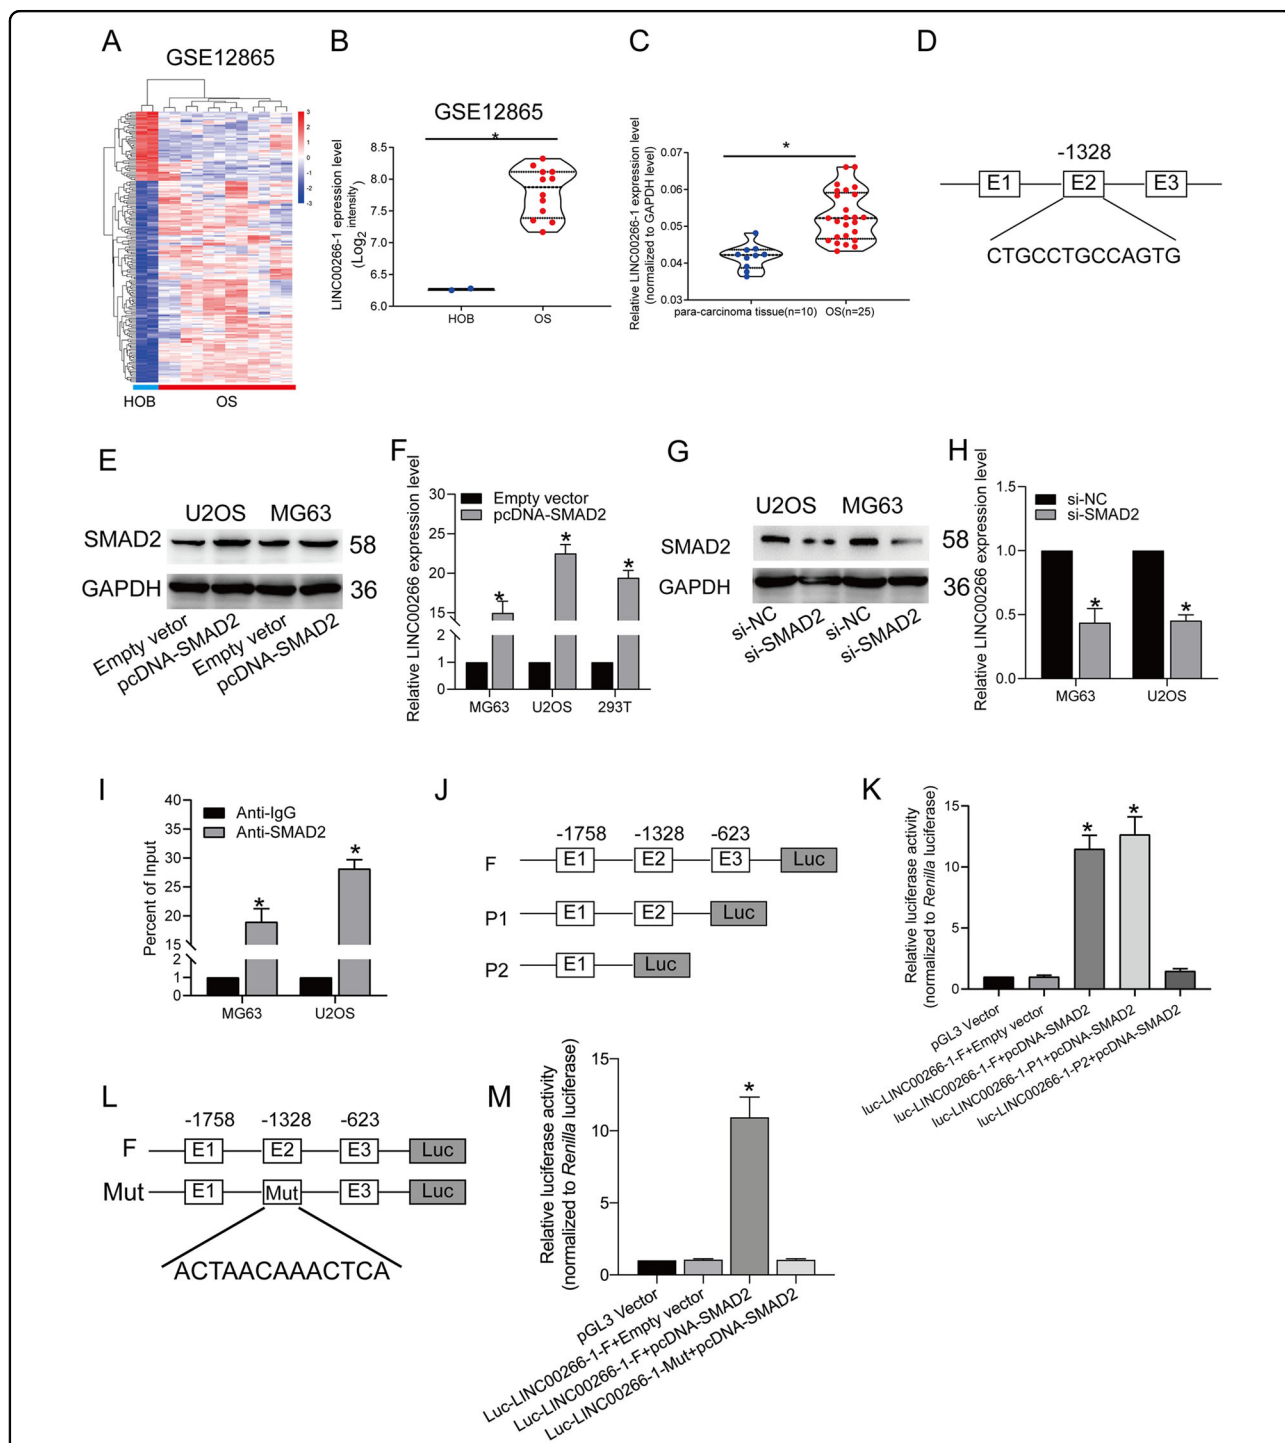 A
GSE12865
3
2
1
0
-1
-2
-3
HOB
OS
B
GSE12865
*
LINC00266-1 epression level
(Log2 intensity)
8.5
8.0
7.5
7.0
6.5
6.0
HOB
OS
C
Relative LINC00266-1 expression level
(normalized to GAPDH level)
*
0.07
0.06
0.05
0.04
0.03
para-carcinoma tissue(n=10)
OS(n=25)
D
-1328
E1
E2
E3
CTGCCTGCCAGTG
E
U2OS
MG63
SMAD2
58
GAPDH
36
Empty vetor
pcDNA-SMAD2
Empty vetor
pcDNA-SMAD2
F
Relative LINC00266 expression level
Empty vector
pcDNA-SMAD2
30
25
20
15
2
1
0
*
*
*
MG63
U2OS
293T
G
U2OS
MG63
SMAD2
58
GAPDH
36
si-NC
si-SMAD2
si-NC
si-SMAD2
H
Relative LINC00266 expression level
si-NC
si-SMAD2
1.5
1.0
0.5
0.0
*
*
MG63
U2OS
I
Percent of Input
Anti-IgG
Anti-SMAD2
40
35
30
25
20
15
2
1
0
*
*
MG63
U2OS
J
-1758
-1328
-623
F
E1
E2
E3
Luc
P1
E1
E2
Luc
P2
E1
Luc
K
Relative luciferase activity
(normalized to Renilla luciferase)
15
10
5
0
*
*
pGL3 Vector
luc-LINC00266-1-F+Empty vector
luc-LINC00266-1-F+pcDNA-SMAD2
luc-LINC00266-1-P1+pcDNA-SMAD2
luc-LINC00266-1-P2+pcDNA-SMAD2
L
-1758
-1328
-623
F
E1
E2
E3
Luc
Mut
E1
Mut
E3
Luc
ACTAACAAACTCA
M
Relative luciferase activity
(normalized to Renilla luciferase)
15
10
5
0
*
pGL3 Vector
Luc-LINC00266-1-F+Empty vector
Luc-LINC00266-1-F+pcDNA-SMAD2
Luc-LINC00266-1-Mut+pcDNA-SMAD2